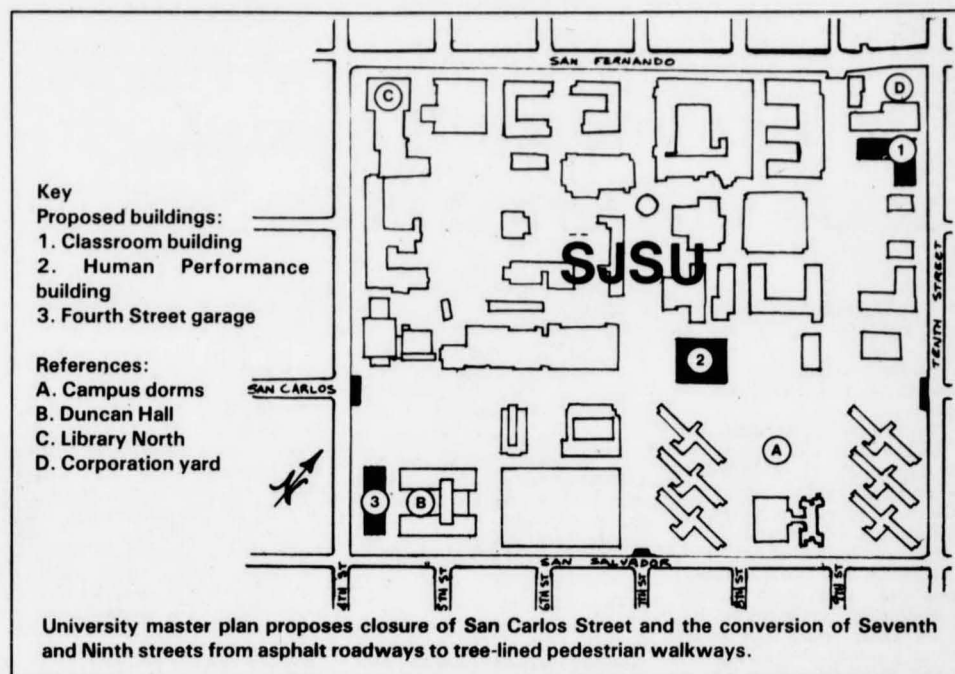 SAN FERNANDO
C
D
1
Key
Proposed buildings:
1. Classroom building
2. Human Performance
building
3. Fourth Street garage
SJSU
TENTH STREET
2
References:
A. Campus dorms
B. Duncan Hall
C. Library North
D. Corporation yard
SAN CARLOS
A
3
B
SAN SALVADOR
4TH ST
5TH ST
6TH ST
7TH ST
8TH ST
9TH ST
University master plan proposes closure of San Carlos Street and the conversion of Seventh
and Ninth streets from asphalt roadways to tree-lined pedestrian walkways.